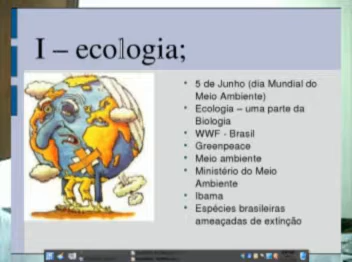 I – ecologia;
5 de Junho (dia Mundial do
Meio Ambiente)
Ecologia – uma parte da
Biologia
WWF - Brasil
Greenpeace
Meio ambiente
Ministério do Meio
Ambiente
Ibama
Espécies brasileiras
ameaçadas de extinção